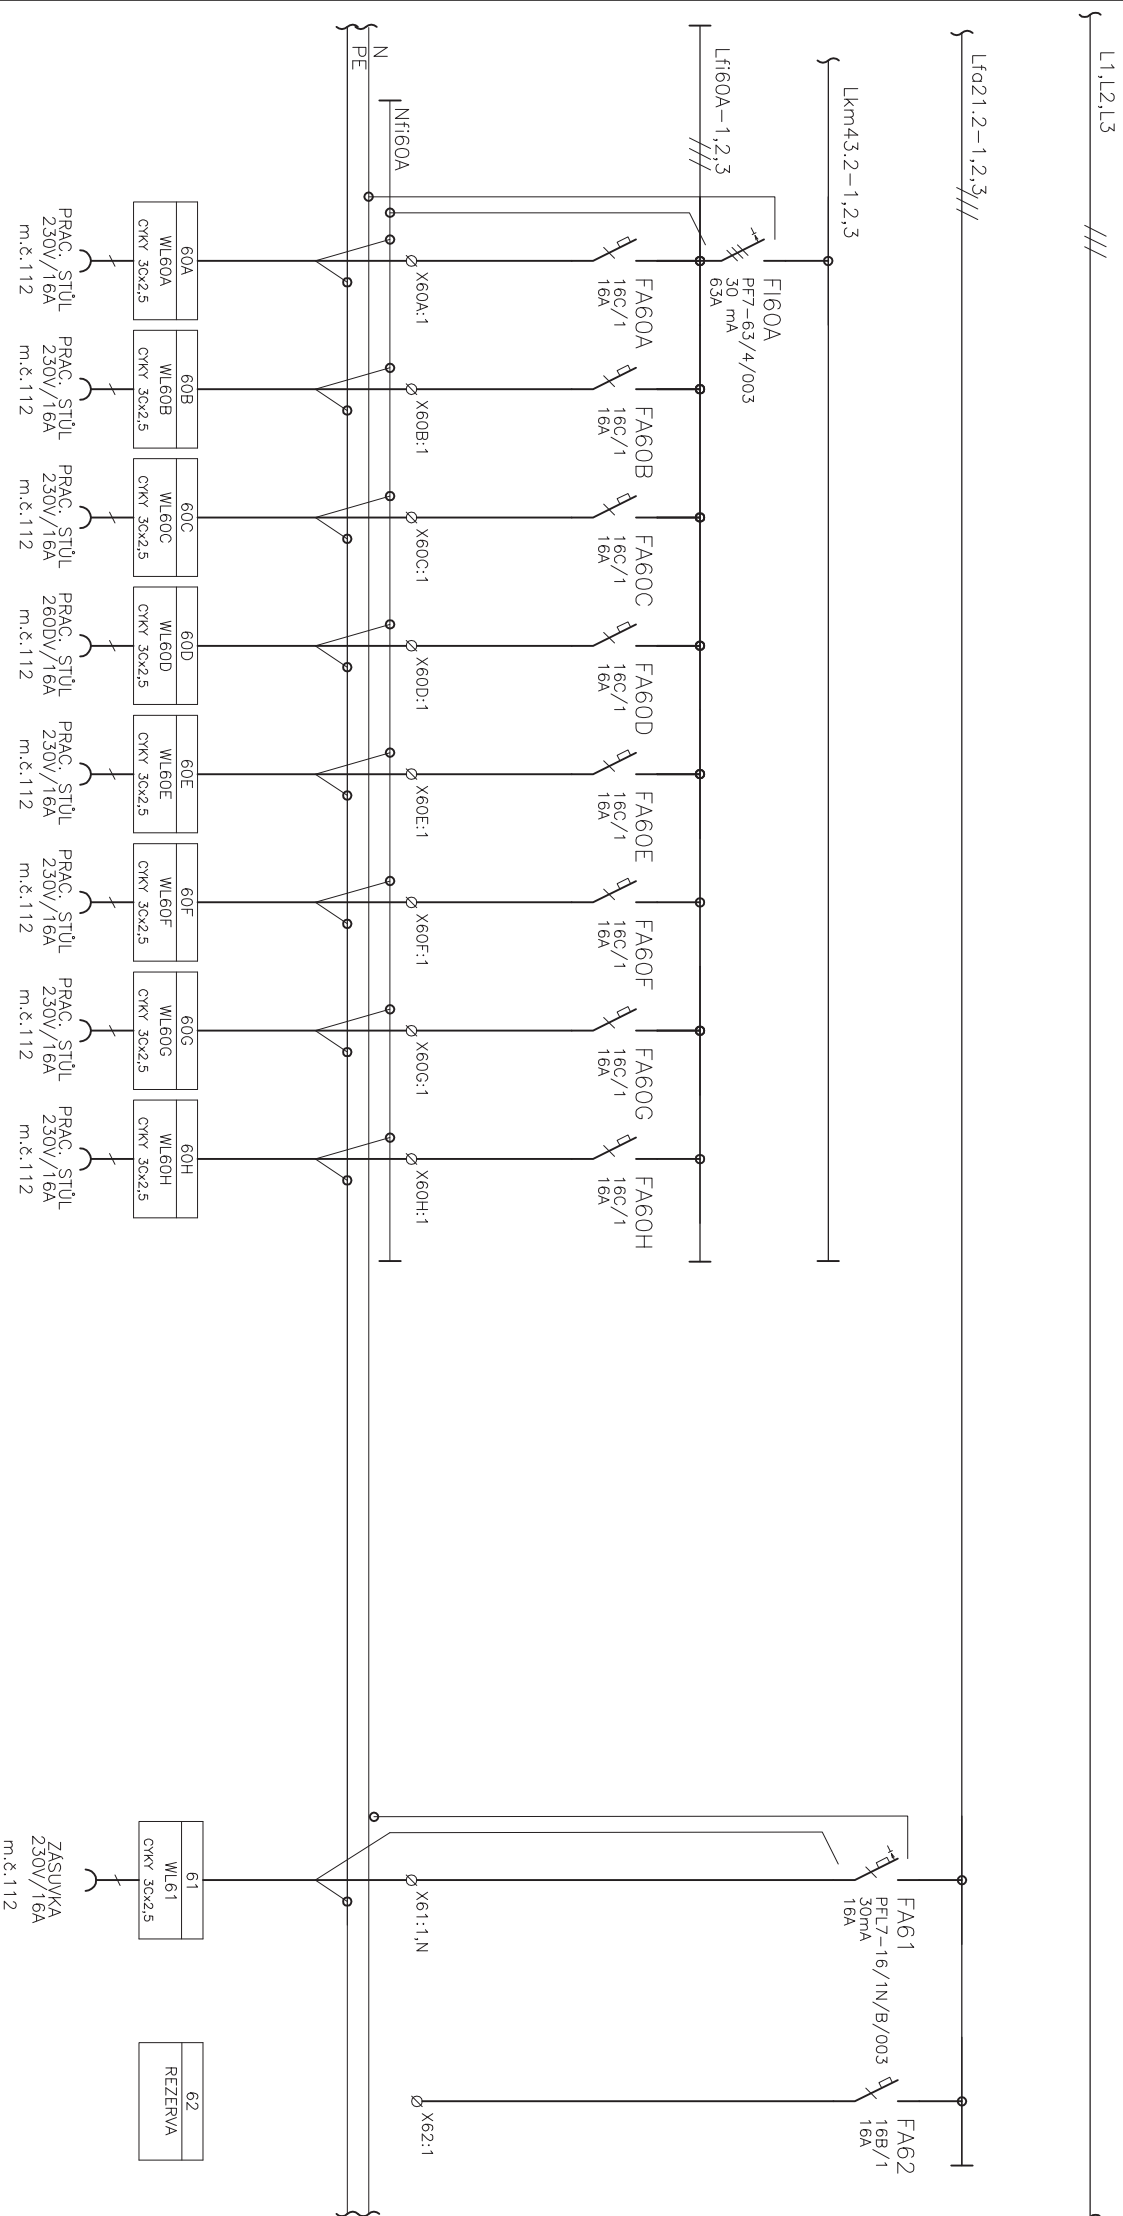 L1,L2,L3
Lfa21.2-1,2,3
Lkm43.2-1,2,3
Lfi60A-1,2,3
Nfi60A
N
PE
FI60A
PF7-63/4/003
30 mA
63A
FA60A
16C/1
16A
FA60B
16C/1
16A
FA60C
16C/1
16A
FA60D
16C/1
16A
FA60E
16C/1
16A
FA60F
16C/1
16A
FA60G
16C/1
16A
FA60H
16C/1
16A
FA61
PFL7-16/1N/B/003
30mA
16A
FA62
16B/1
16A
X60A:1
X60B:1
X60C:1
X60D:1
X60E:1
X60F:1
X60G:1
X60H:1
X61:1,N
X62:1
60A
WL60A
CYKY 3Cx2,5
PRAC. STŮL
230V/16A
m.č.112
60B
WL60B
CYKY 3Cx2,5
PRAC. STŮL
230V/16A
m.č.112
60C
WL60C
CYKY 3Cx2,5
PRAC. STŮL
230V/16A
m.č.112
60D
WL60D
CYKY 3Cx2,5
PRAC. STŮL
260DV/16A
m.č.112
60E
WL60E
CYKY 3Cx2,5
PRAC. STŮL
230V/16A
m.č.112
60F
WL60F
CYKY 3Cx2,5
PRAC. STŮL
230V/16A
m.č.112
60G
WL60G
CYKY 3Cx2,5
PRAC. STŮL
230V/16A
m.č.112
60H
WL60H
CYKY 3Cx2,5
PRAC. STŮL
230V/16A
m.č.112
61
WL61
CYKY 3Cx2,5
ZÁSUVKA
230V/16A
m.č.112
62
REZERVA